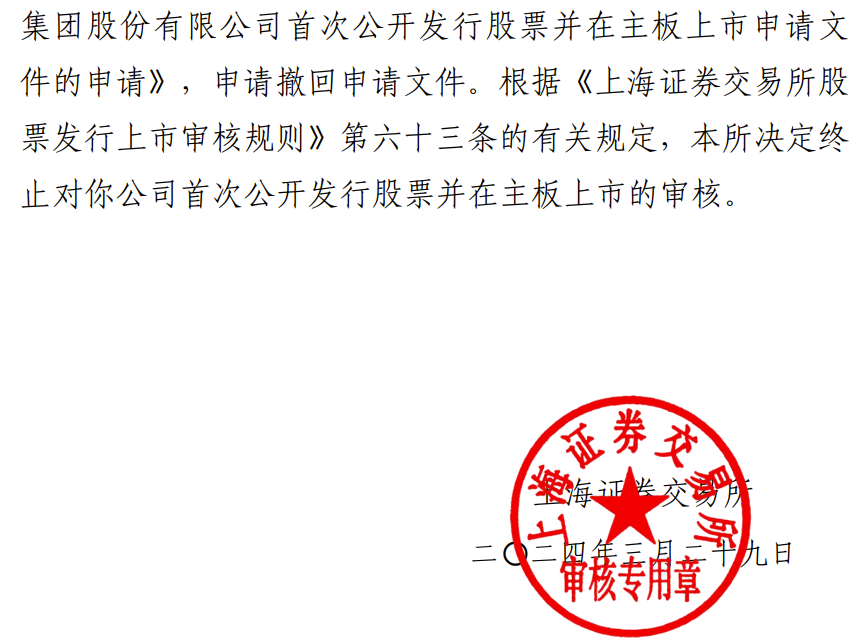 集团股份有限公司首次公开发行股票并在主板上市申请文
件的申请》，申请撤回申请文件。根据《上海证券交易所股
票发行上市审核规则》第六十三条的有关规定，本所决定终
止对你公司首次公开发行股票并在主板上市的审核。
上海证券交易所
上海证券交易所
二〇二四年三月二十九日
审核专用章